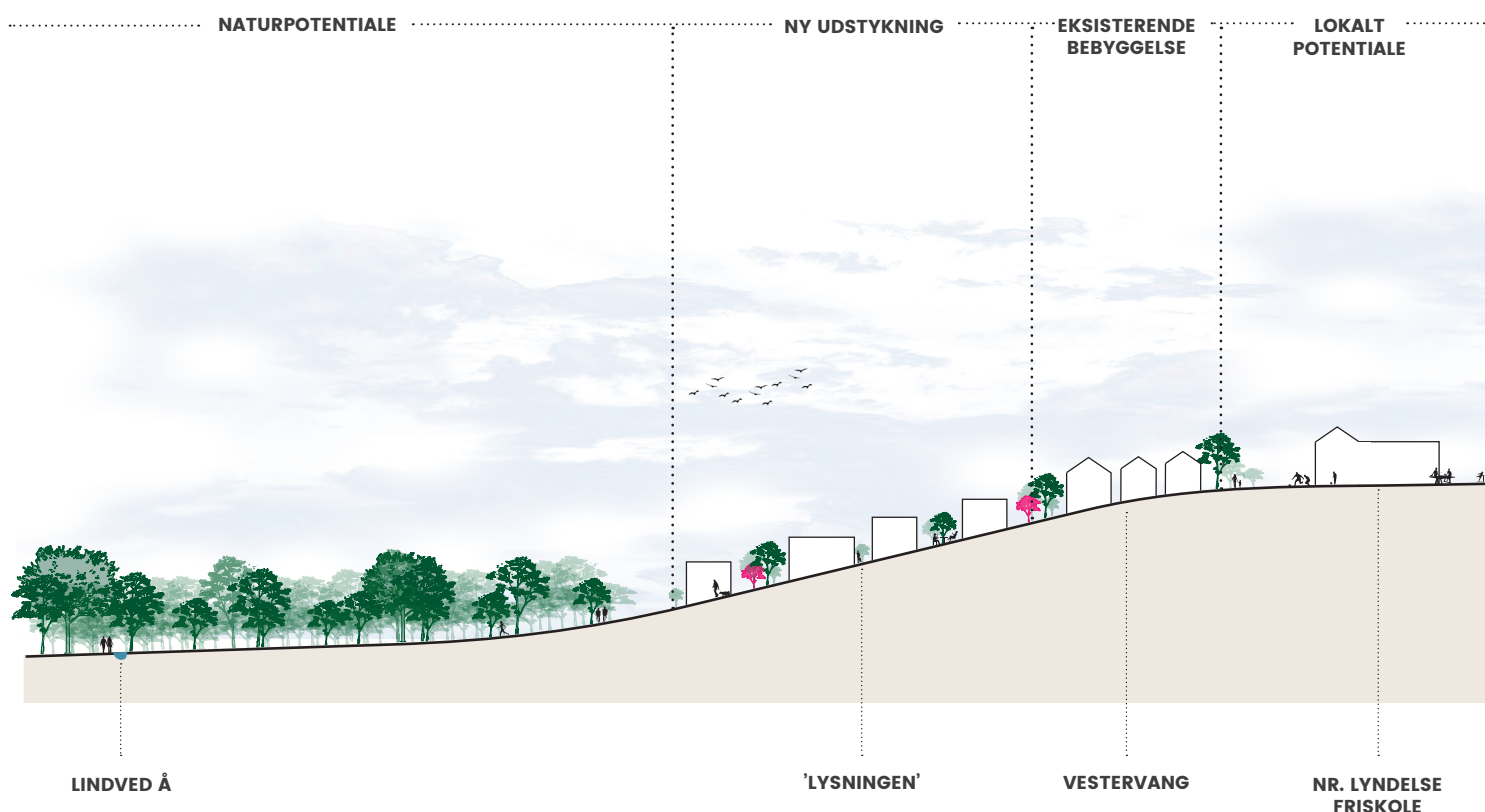 NATURPOTENTIALE
NY UDSTYKNING
EKSISTERENDE
BEBYGGELSE
LOKALT
POTENTIALE
LINDVED Å
’LYSNINGEN’
VESTERVANG
NR. LYNDELSE
FRISKOLE